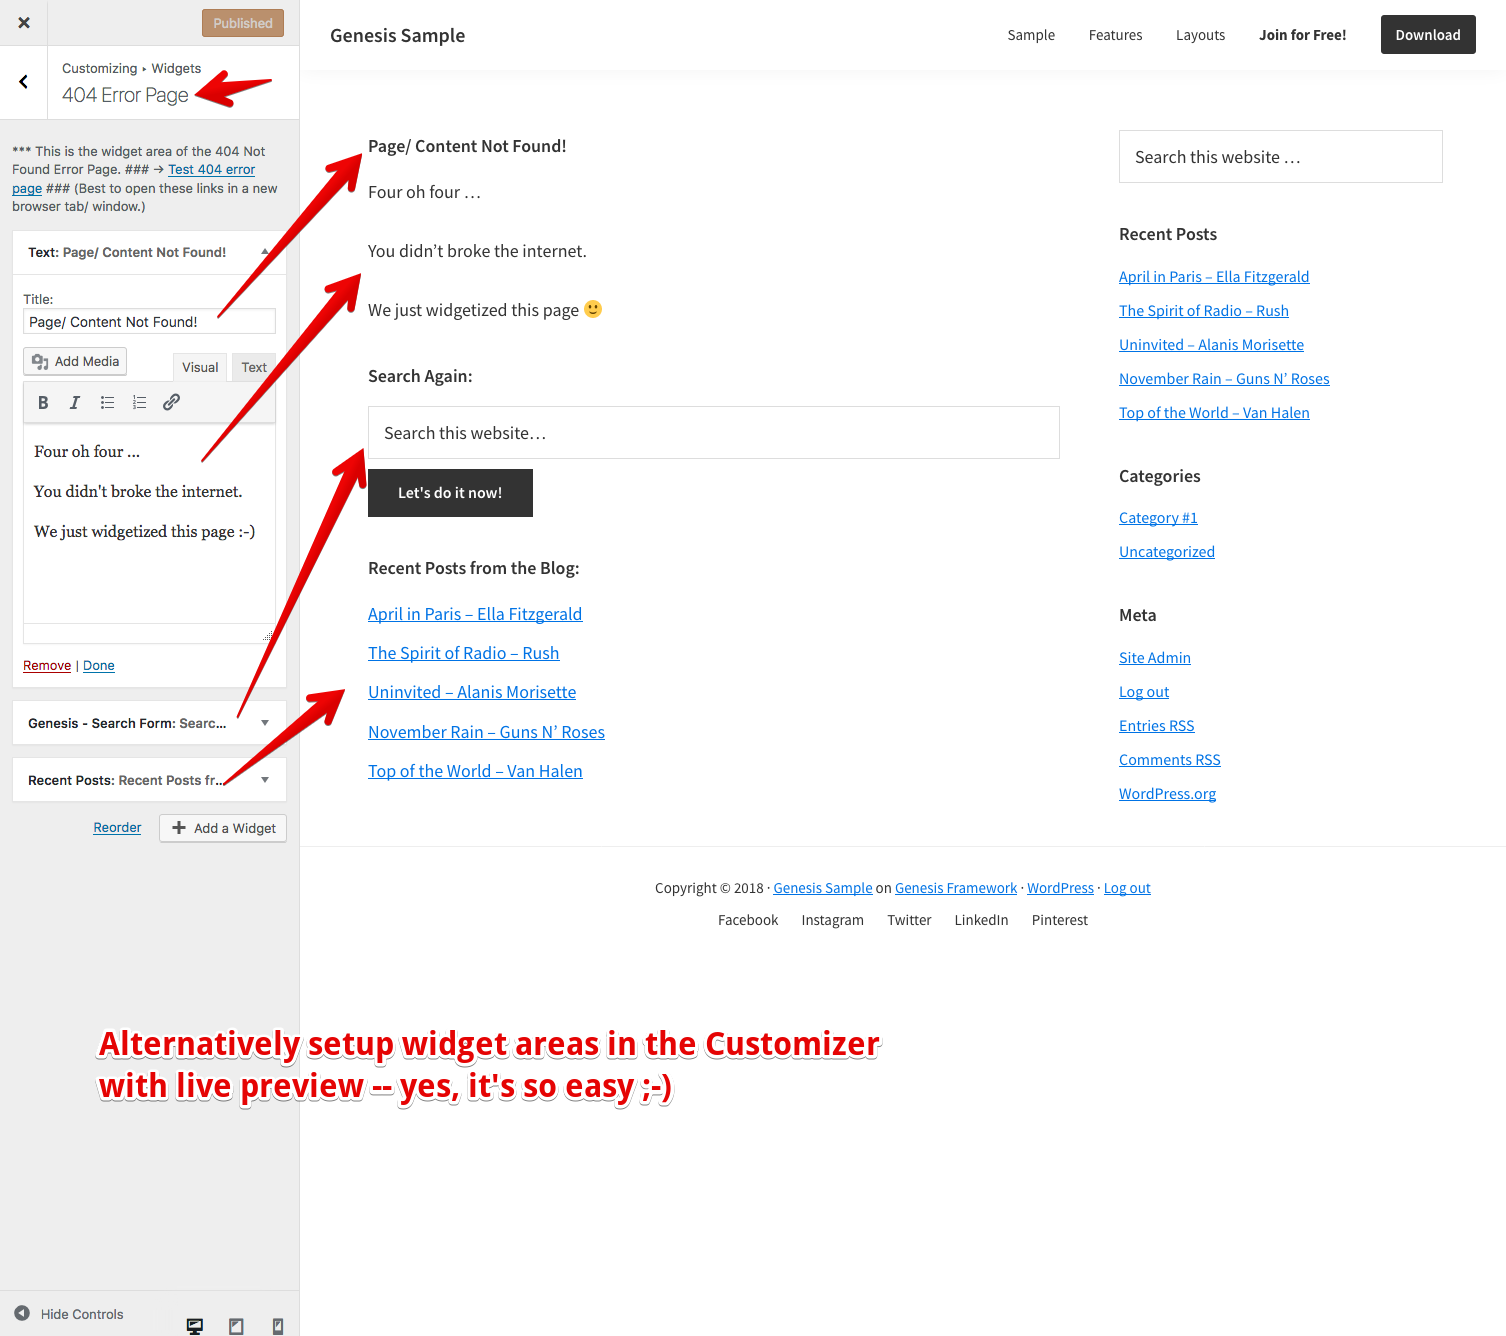 Published
Customizing ▸ Widgets
404 Error Page
*** This is the widget area of the 404 Not
Found Error Page. ### → Test 404 error
page ### (Best to open these links in a new
browser tab/ window.)
Text: Page/ Content Not Found!
Title:
Page/ Content Not Found!
Add Media
Visual
Text
B I
Four oh four ...
You didn't broke the internet.
We just widgetized this page :-)
Remove | Done
Genesis - Search Form: Searc...
Recent Posts: Recent Posts fr...
Reorder
Add a Widget
Hide Controls
Genesis Sample
Sample
Features
Layouts
Join for Free!
Download
Page/ Content Not Found!
Four oh four …
You didn’t broke the internet.
We just widgetized this page 🙂
Search Again:
Search this website…
Let's do it now!
Recent Posts from the Blog:
April in Paris – Ella Fitzgerald
The Spirit of Radio – Rush
Uninvited – Alanis Morisette
November Rain – Guns N’ Roses
Top of the World – Van Halen
Search this website …
Recent Posts
April in Paris – Ella Fitzgerald
The Spirit of Radio – Rush
Uninvited – Alanis Morisette
November Rain – Guns N’ Roses
Top of the World – Van Halen
Categories
Category #1
Uncategorized
Meta
Site Admin
Log out
Entries RSS
Comments RSS
WordPress.org
Copyright © 2018 · Genesis Sample on Genesis Framework · WordPress · Log out
Facebook
Instagram
Twitter
LinkedIn
Pinterest
Alternatively setup widget areas in the Customizer
with live preview -- yes, it's so easy ;-)